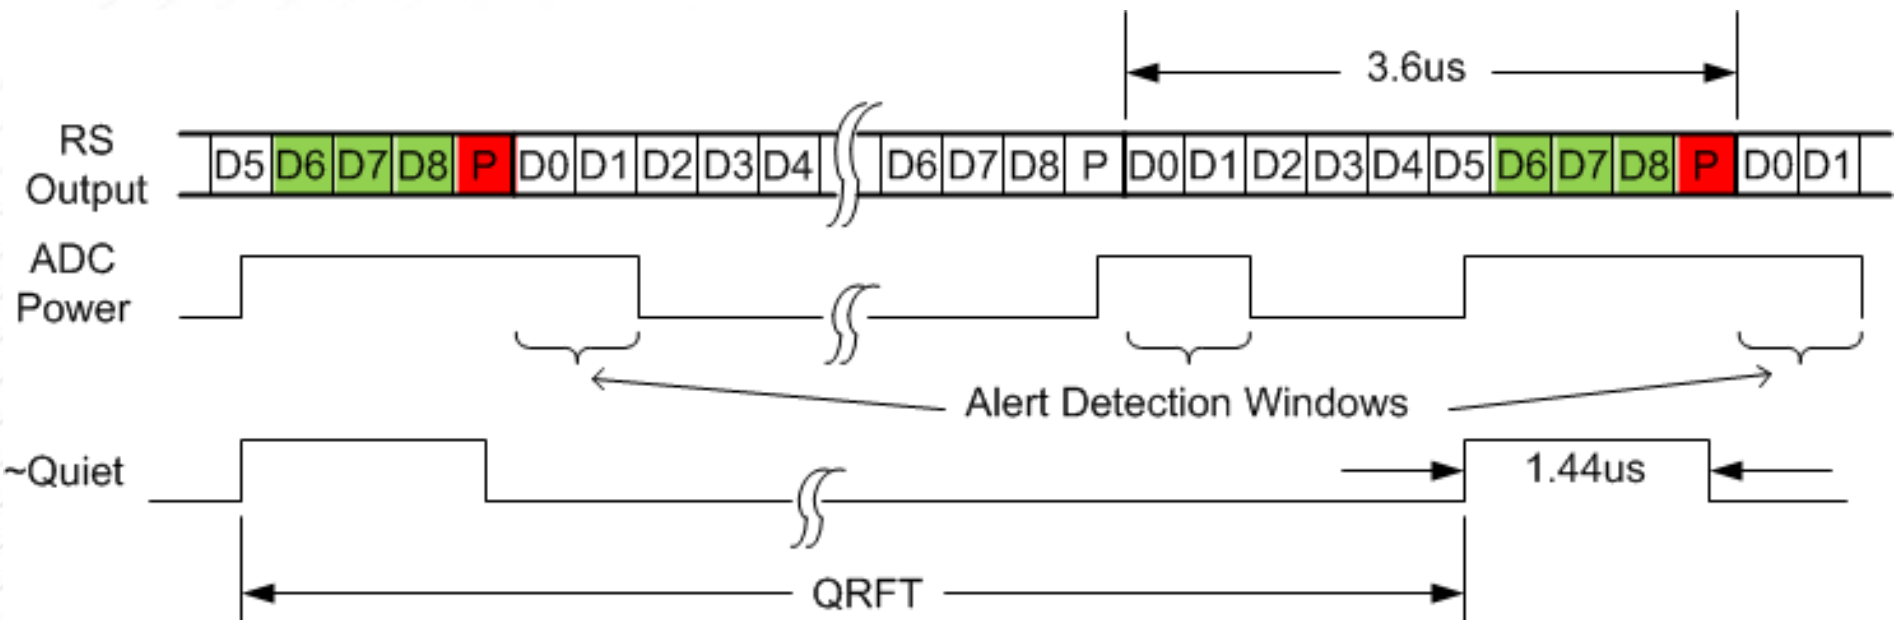 3.6us
RS Output
D5 D6 D7 D8 P D0 D1 D2 D3 D4 D6 D7 D8 P D0 D1 D2 D3 D4 D5 D6 D7 D8 P D0 D1
ADC
Power
Alert Detection Windows
~Quiet
1.44us
QRFT